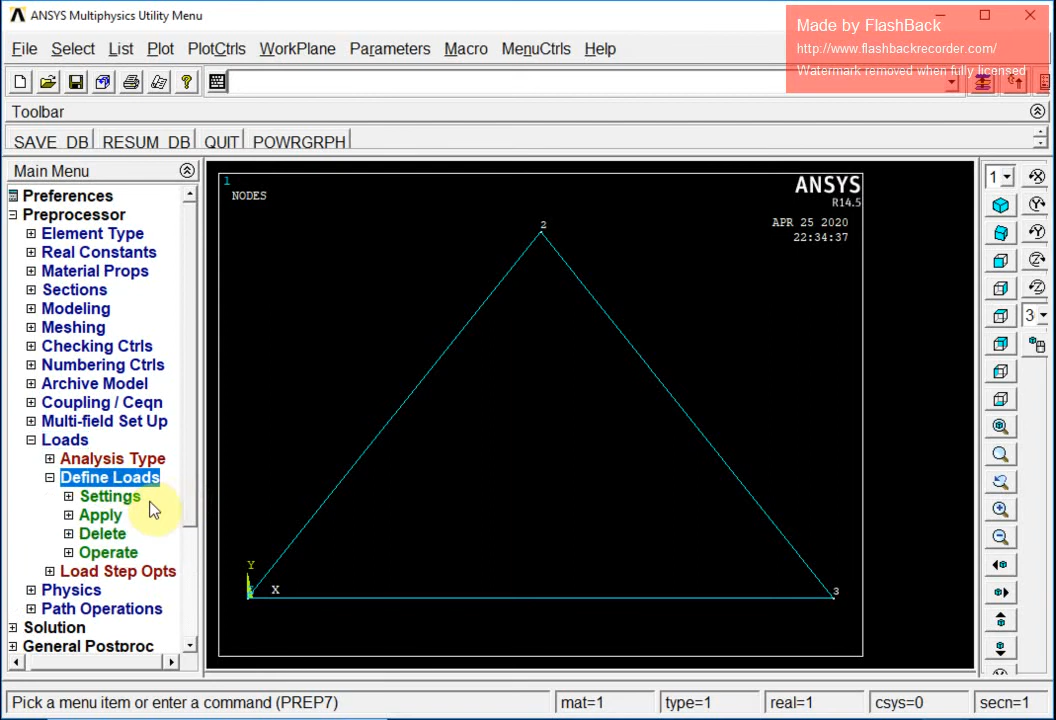 ANSYS Multiphysics Utility Menu
Made by FlashBack
http://www.flashbackrecorder.com/
Watermark removed when fully licensed
File Select List Plot PlotCtrls WorkPlane Parameters Macro MenuCtrls Help
Toolbar
SAVE_DB RESUM_DB QUIT POWRGRPH
Main Menu
Preferences
Preprocessor
Element Type
Real Constants
Material Props
Sections
Modeling
Meshing
Checking Ctrls
Numbering Ctrls
Archive Model
Coupling / Ceqn
Multi-field Set Up
Loads
Analysis Type
Define Loads
Settings
Apply
Delete
Operate
Load Step Opts
Physics
Path Operations
Solution
General Postproc
1
NODES
ANSYS
R14.5
APR 25 2020
22:34:37
2
Y
X
3
1
3
Pick a menu item or enter a command (PREP7)
mat=1
type=1
real=1
csys=0
secn=1